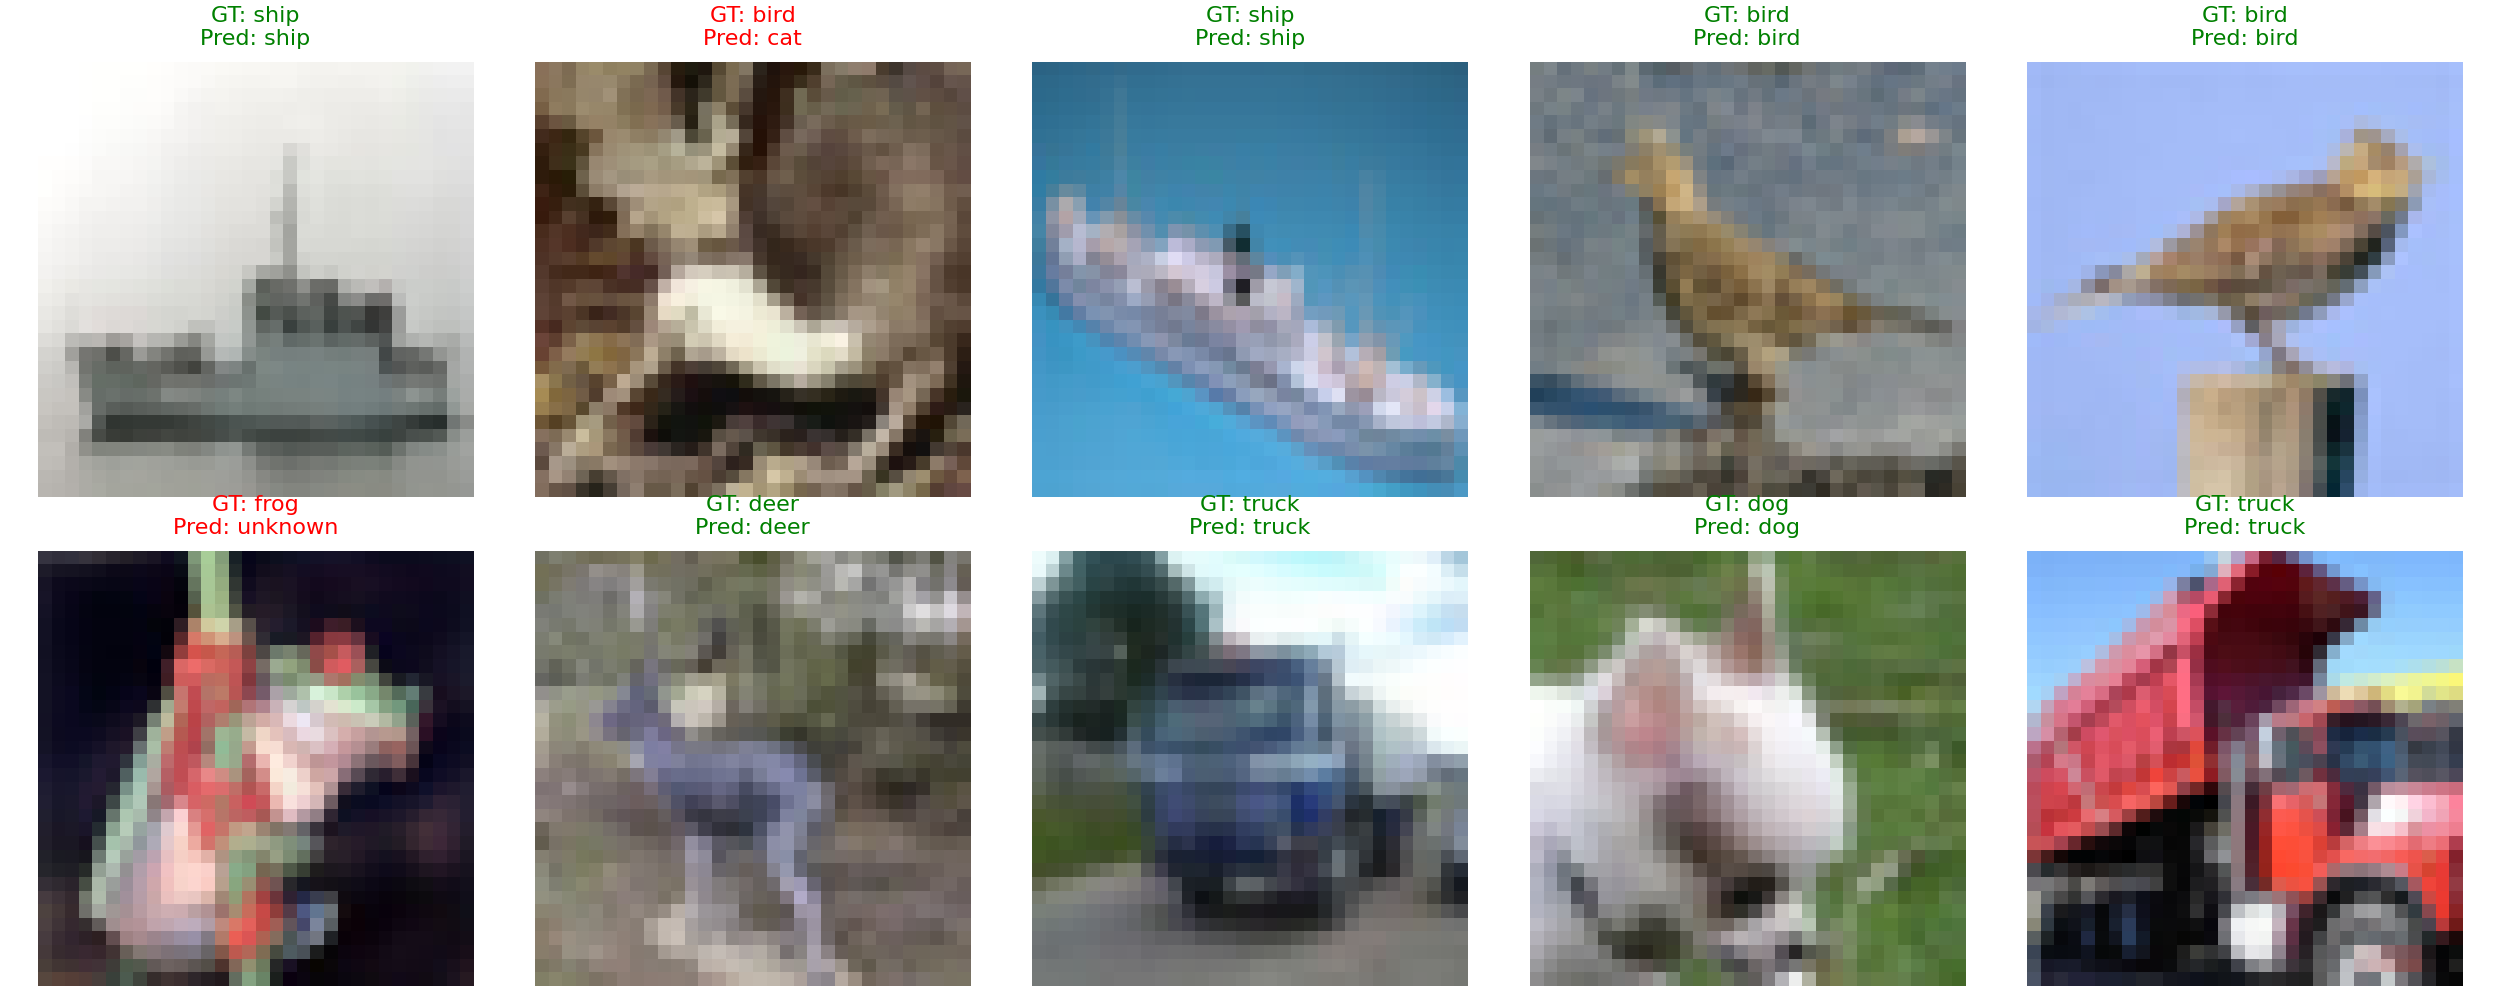 GT: ship
Pred: ship
GT: bird
Pred: cat
GT: ship
Pred: ship
GT: bird
Pred: bird
GT: bird
Pred: bird
GT: frog
Pred: unknown
GT: deer
Pred: deer
GT: truck
Pred: truck
GT: dog
Pred: dog
GT: truck
Pred: truck